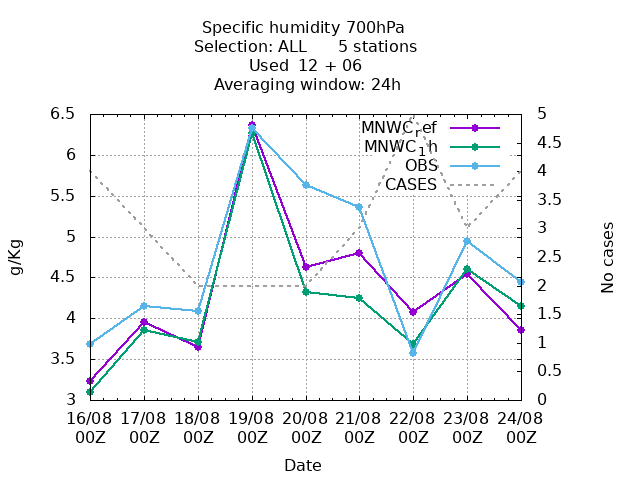 Specific humidity 700hPa
Selection: ALL      5 stations
Used  12 + 06
Averaging window: 24h
6.5
6
5.5
5
4.5
4
3.5
3
g/Kg
MNWCref
MNWC1h
OBS
CASES
5
4.5
4
3.5
3
2.5
2
1.5
1
0.5
0
No cases
16/08 17/08 18/08 19/08 20/08 21/08 22/08 23/08 24/08
00Z 00Z 00Z 00Z 00Z 00Z 00Z 00Z 00Z
Date